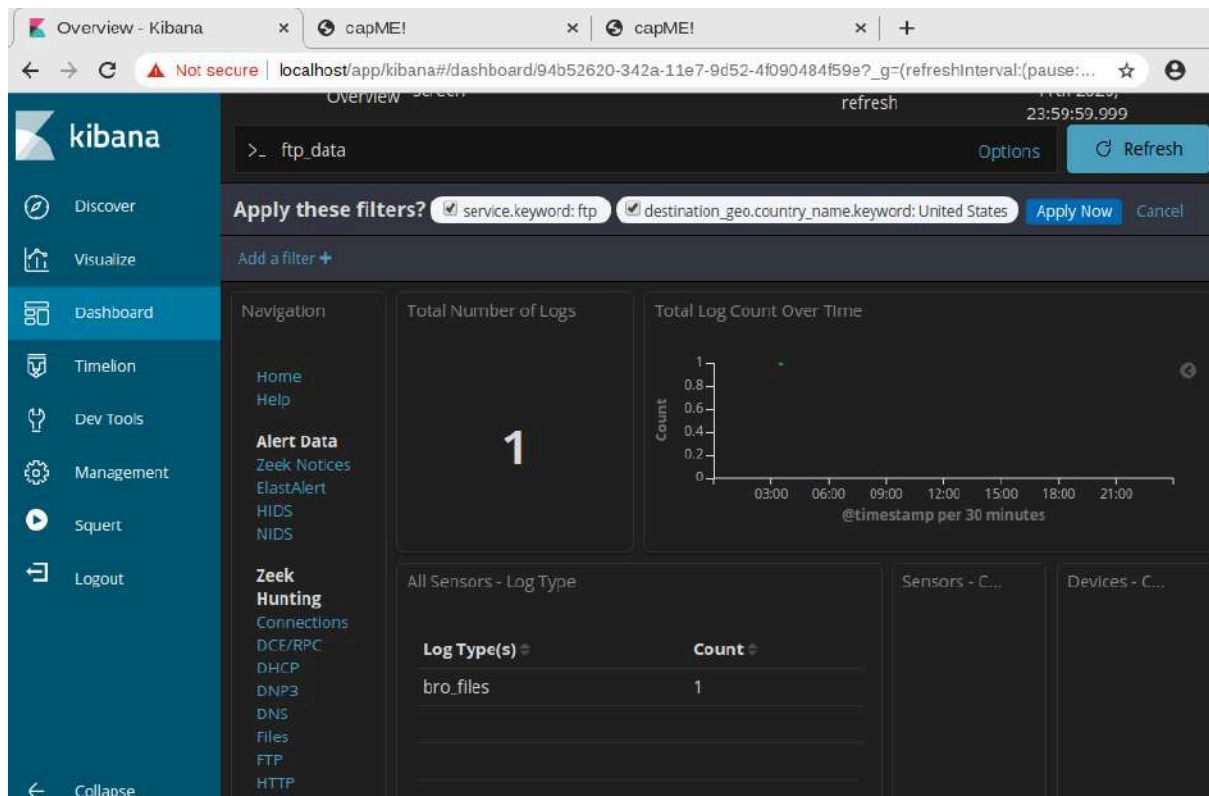 Overview - Kibana × capME! × capME! × +
Not secure | localhost/app/kibana#/dashboard/94b52620-342a-11e7-9d52-4f090484f59e?_g=(refreshInterval:(pause:...
Overview refresh
23:59:59.999
kibana
>_ ftp_data Options Refresh
Discover
Apply these filters? service.keyword: ftp destination_geo.country_name.keyword: United States Apply Now Cancel
Visualize
Add a filter +
Dashboard
Timelion
Dev Tools
Management
Squert
Logout
Collapse
Navigation
Home
Help
Alert Data
Zeek Notices
ElastAlert
HIDS
NIDS
Zeek
Hunting
Connections
DCE/RPC
DHCP
DNP3
DNS
Files
FTP
HTTP
Total Number of Logs
1
Total Log Count Over Time
Count
1
0.8
0.6
0.4
0.2
0
03:00 06:00 09:00 12:00 15:00 18:00 21:00
@timestamp per 30 minutes
All Sensors - Log Type
Log Type(s) Count
bro_files 1
Sensors - C...
Devices - C...